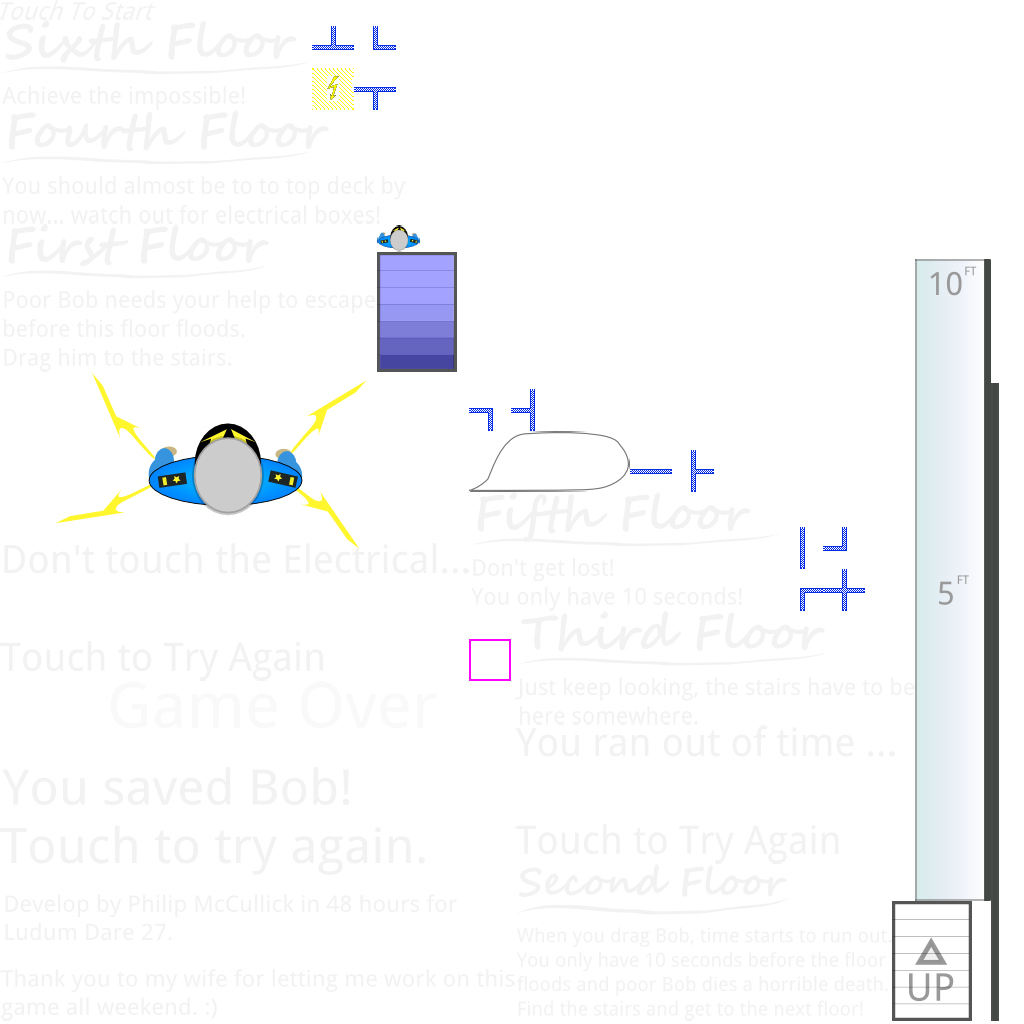 Touch To Start
Sixth Floor
Achieve the impossible!
Fourth Floor
You should almost be to to top deck by
now... watch out for electrical boxes!
First Floor
Poor Bob needs your help to escape
before this floor floods.
Drag him to the stairs.
10 FT
Fifth Floor
Don't touch the Electrical...
Don't get lost!
You only have 10 seconds!
5 FT
Third Floor
Touch to Try Again
Just keep looking, the stairs have to be
here somewhere.
Game Over
You ran out of time ...
You saved Bob!
Touch to try again.
Touch to Try Again
Second Floor
Develop by Philip McCullick in 48 hours for
Ludum Dare 27.
When you drag Bob, time starts to run out.
You only have 10 seconds before the floor
floods and poor Bob dies a horrible death.
Find the stairs and get to the next floor!
Thank you to my wife for letting me work on this
game all weekend. :)
UP